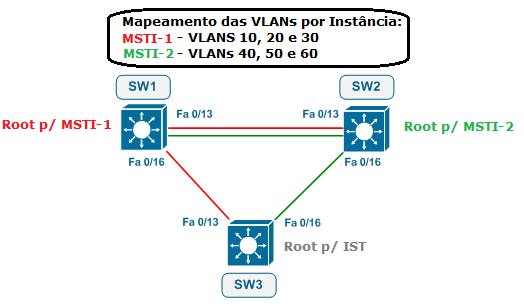 Mapeamento das VLANs por Instância:
MSTI-1 - VLANS 10, 20 e 30
MSTI-2 - VLANs 40, 50 e 60
SW1
SW2
Fa 0/13
Fa 0/13
Root p/ MSTI-1
Root p/ MSTI-2
Fa 0/16
Fa 0/16
Fa 0/13
Fa 0/16
Root p/ IST
SW3